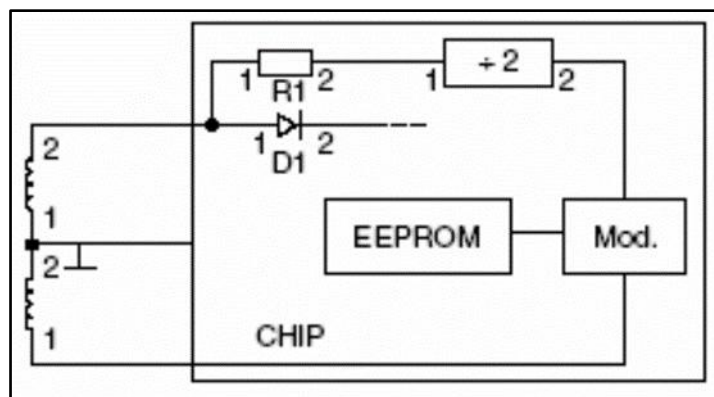 1 2 ÷ 2
R1 1 2
2 1 2
D1
1
EEPROM Mod.
2
1 CHIP